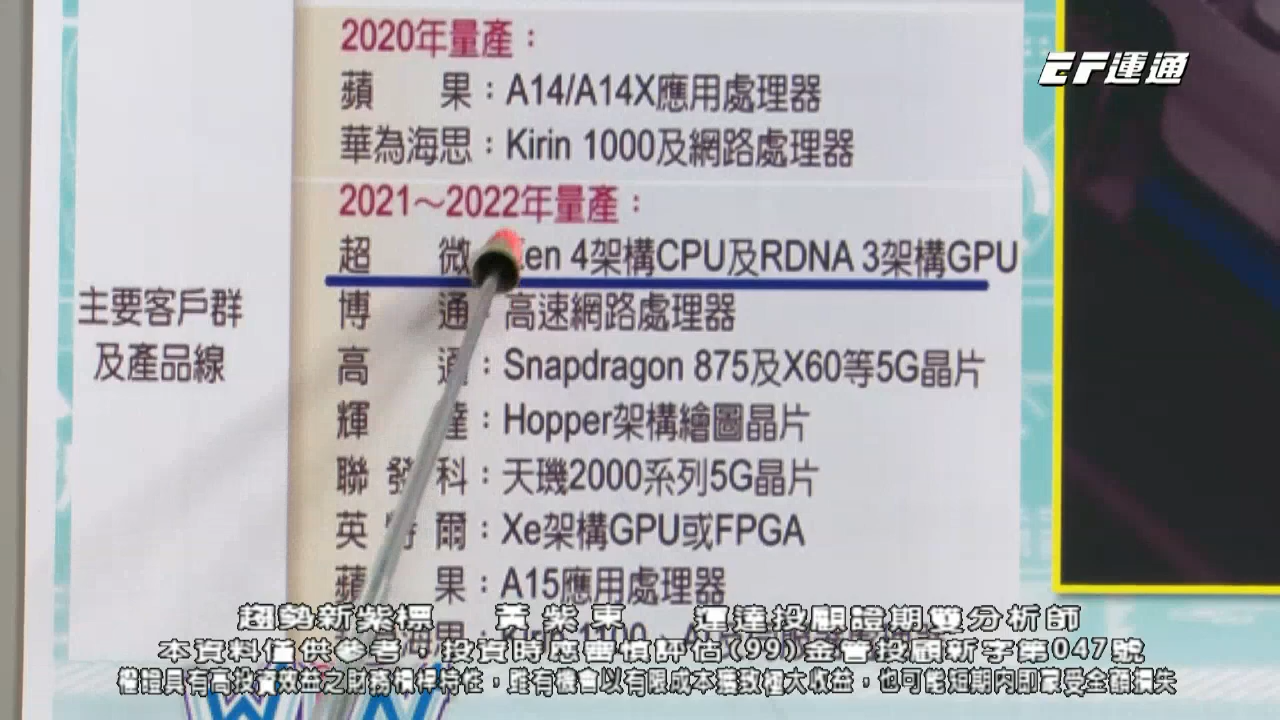 2020年量產：
蘋果：A14/A14X應用處理器
EF運通
華為海思：Kirin 1000及網路處理器
2021～2022年量產：
超微 en 4架構CPU及RDNA 3架構GPU
主要客戶群
及產品線
博通：高速網路處理器
高通：Snapdragon 875及X60等5G晶片
輝達：Hopper架構繪圖晶片
聯發科：天璣2000系列5G晶片
英特爾：Xe架構GPU或FPGA
蘋果：A15應用處理器
Kirin 1100
趨勢新紫標 黃紫東 運達投顧證期雙分析師
本資料僅供參考，投資時應審慎評估(99)金管投顧新字第047號
權證具有高投資效益之財務槓桿特性，雖有機會以有限成本獲致極大收益，也可能短期內即蒙受全額損失
WIN